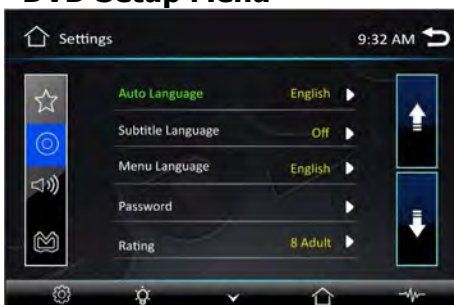 DVD Setup Menu
Settings 9:32 AM
Auto Language English
Subtitle Language Off
Menu Language English
Password
Rating 8 Adult